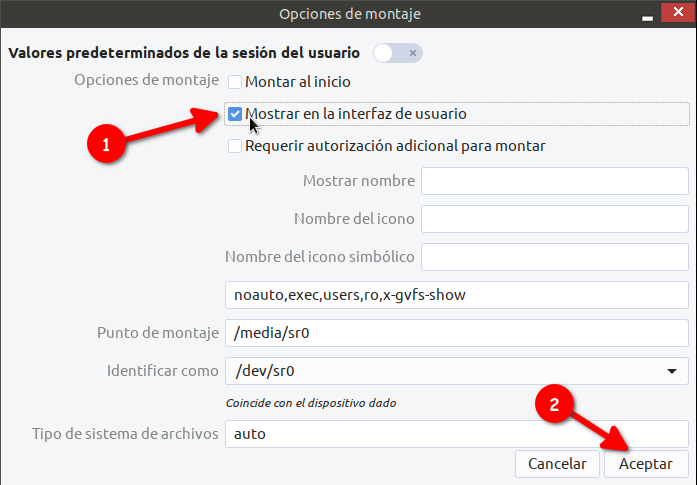 Opciones de montaje
Valores predeterminados de la sesión del usuario
Opciones de montaje Montar al inicio
1 Mostrar en la interfaz de usuario
Requerir autorización adicional para montar
Mostrar nombre
Nombre del icono
Nombre del icono simbólico
noauto,exec,users,ro,x-gvfs-show
Punto de montaje /media/sr0
Identificar como /dev/sr0
Coincide con el dispositivo dado
2
Tipo de sistema de archivos auto
Cancelar Aceptar